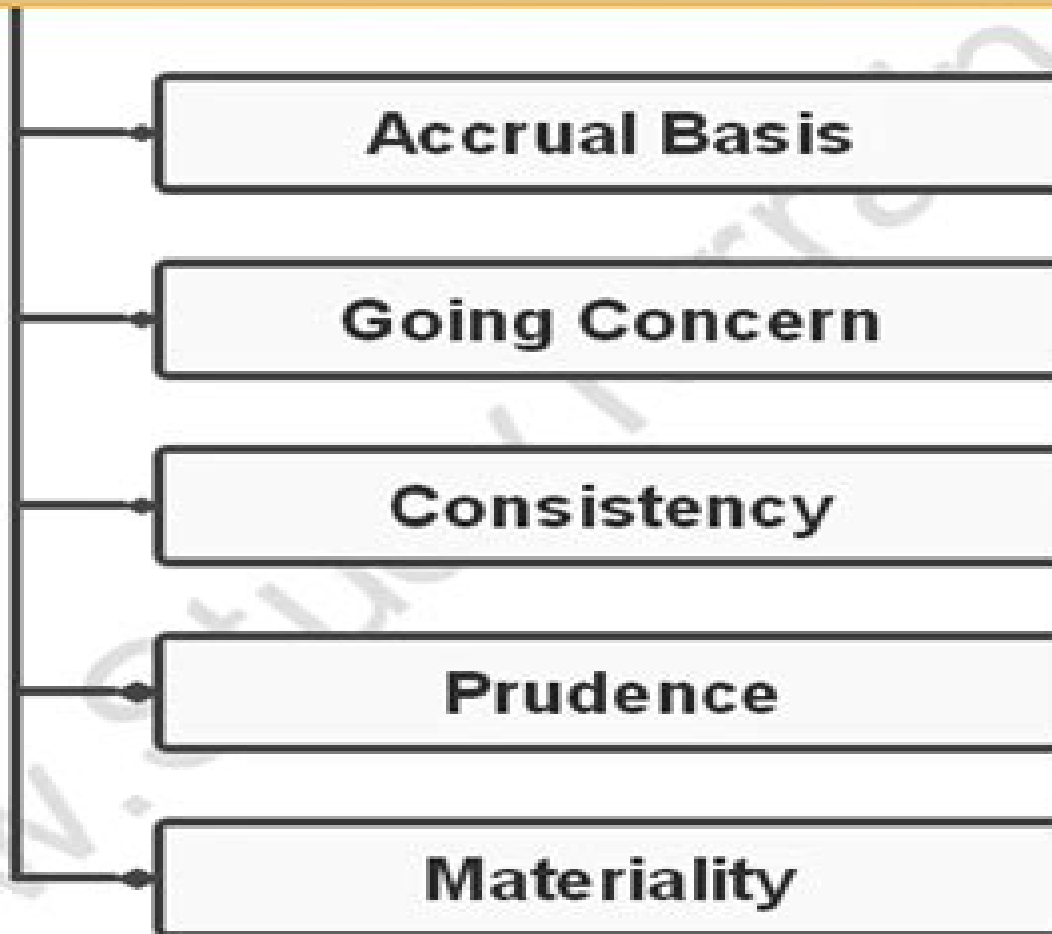 Accrual Basis
Going Concern
Consistency
Prudence
Materiality